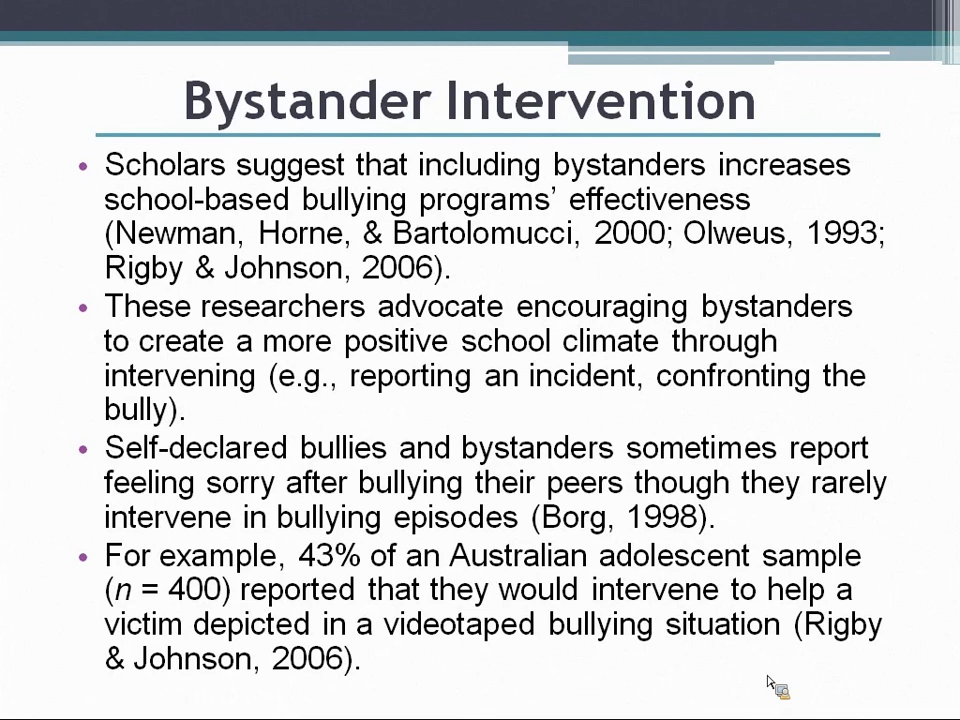 Bystander Intervention
• Scholars suggest that including bystanders increases
school-based bullying programs’ effectiveness
(Newman, Horne, & Bartolomucci, 2000; Olweus, 1993;
Rigby & Johnson, 2006).
• These researchers advocate encouraging bystanders
to create a more positive school climate through
intervening (e.g., reporting an incident, confronting the
bully).
• Self-declared bullies and bystanders sometimes report
feeling sorry after bullying their peers though they rarely
intervene in bullying episodes (Borg, 1998).
• For example, 43% of an Australian adolescent sample
(n = 400) reported that they would intervene to help a
victim depicted in a videotaped bullying situation (Rigby
& Johnson, 2006).